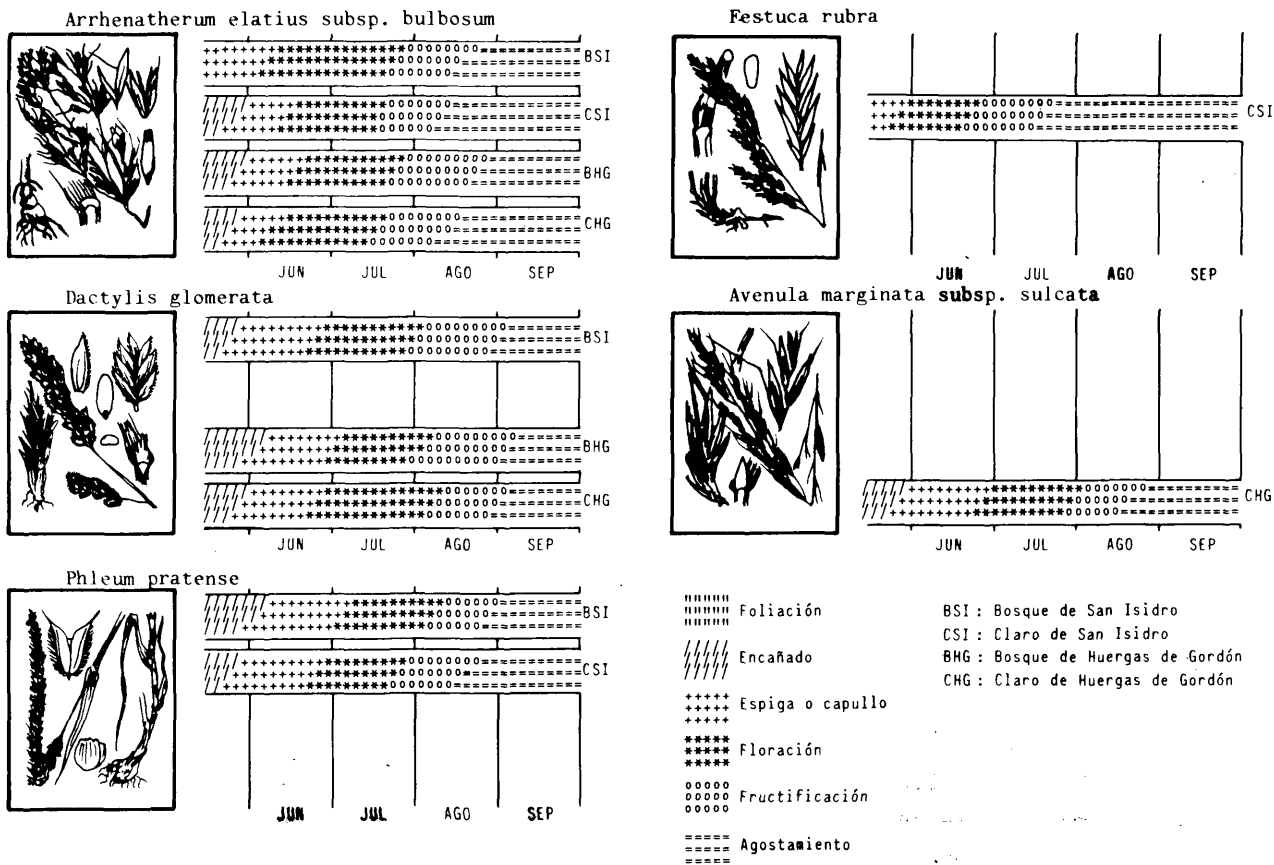 Arrhenatherum elatius subsp. bulbosum
BSI
CSI
BHG
CHG
JUN JUL AGO SEP
Dactylis glomerata
BSI
BHG
CHG
JUN JUL AGO SEP
Phleum pratense
BSI
CSI
JUN JUL AGO SEP
Festuca rubra
CSI
JUN JUL AGO SEP
Avenula marginata subsp. sulcata
CHG
JUN JUL AGO SEP
Foliación
Encañado
Espiga o capullo
Floración
Fructificación
Agostamiento
BSI : Bosque de San Isidro
CSI : Claro de San Isidro
BHG : Bosque de Huergas de Gordón
CHG : Claro de Huergas de Gordón